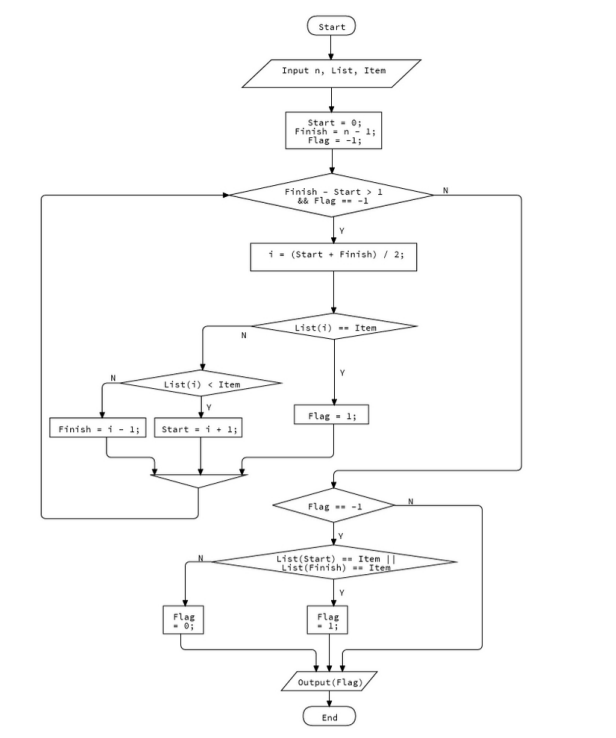 Start
Input n, List, Item
Start = 0;
Finish = n - 1;
Flag = -1;
Finish - Start > 1
&& Flag == -1
N
Y
i = (Start + Finish) / 2;
List(i) == Item
N
Y
List(i) < Item
N
Y
Finish = i - 1;
Start = i + 1;
Flag = 1;
Flag == -1
N
Y
List(Start) == Item ||
List(Finish) == Item
N
Y
Flag
= 0;
Flag
= 1;
Output(Flag)
End